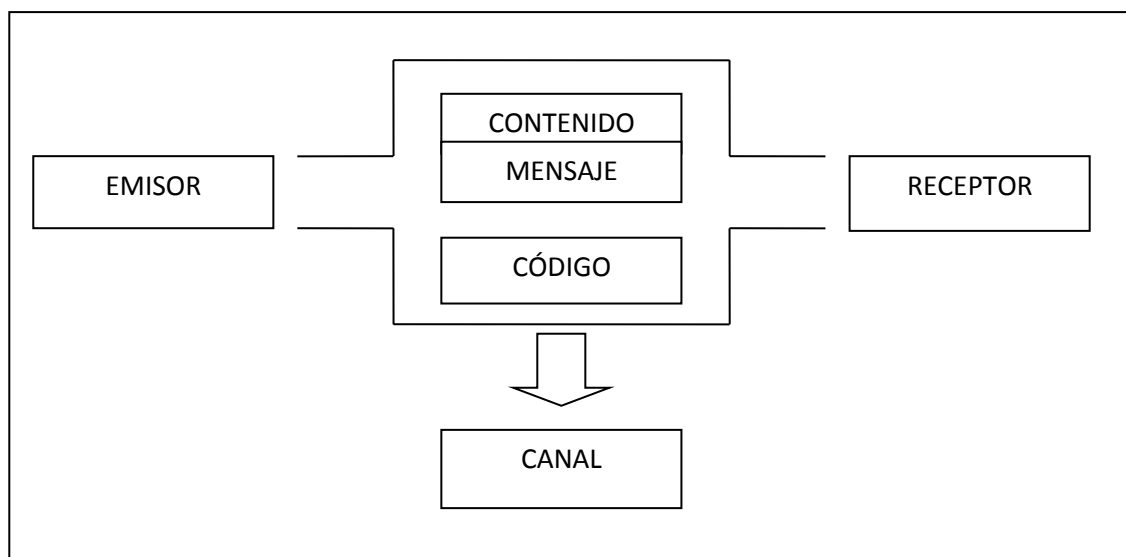 CONTENIDO
MENSAJE
EMISOR
RECEPTOR
CÓDIGO
CANAL